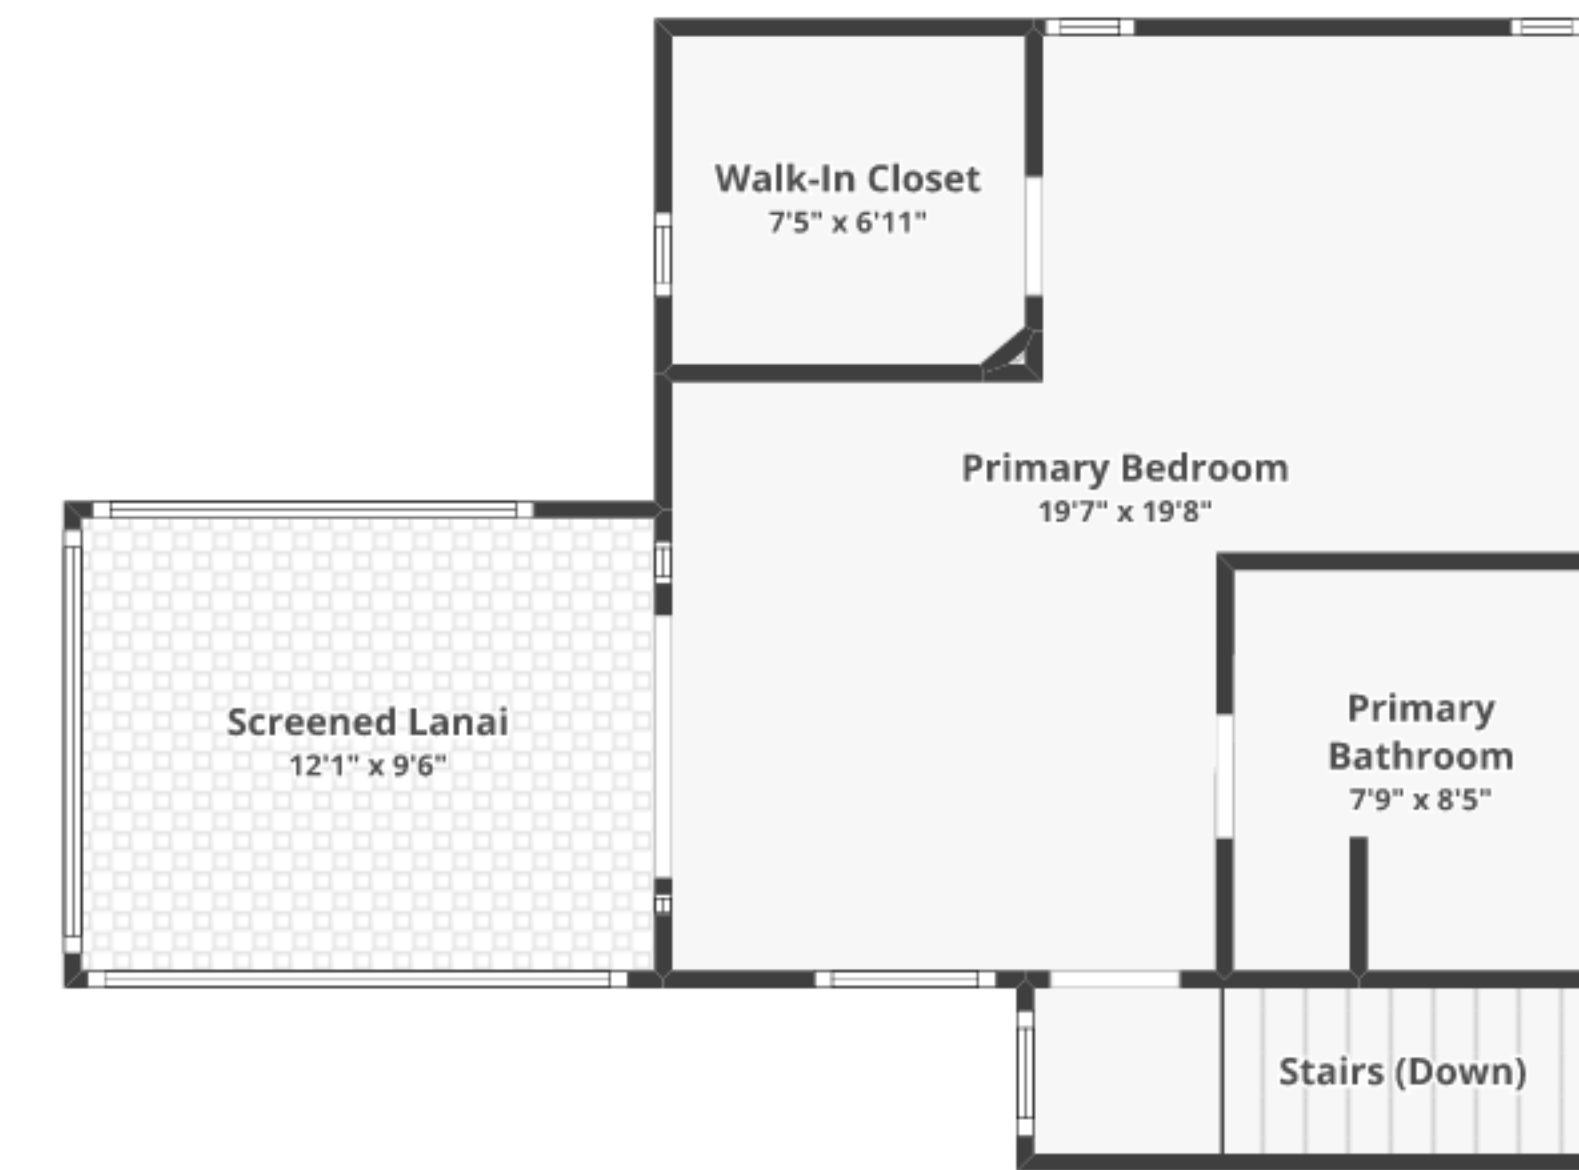 Walk-In Closet
7'5" x 6'11"
Primary Bedroom
19'7" x 19'8"
Screened Lanai
12'1" x 9'6"
Primary
Bathroom
7'9" x 8'5"
Stairs (Down)